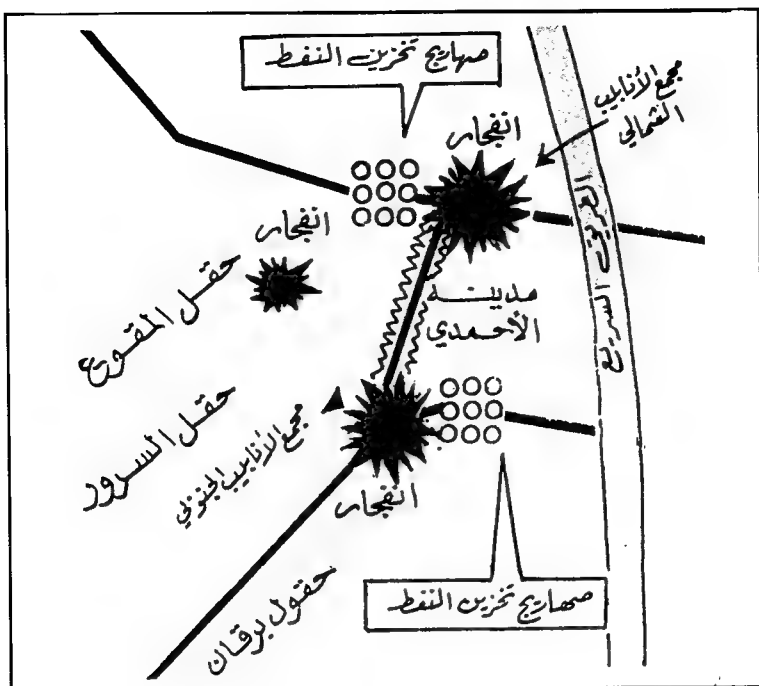 صهاريج تخزين النفط
مجمع الأنابيب
الشمالي
انفجار
انفجار
الطريق السريع
حقل المقوع
مدينة
الأحمدي
حقل السرور
مجمع الأنابيب الجنوبي
انفجار
صهاريج تخزين النفط
حقول برقان